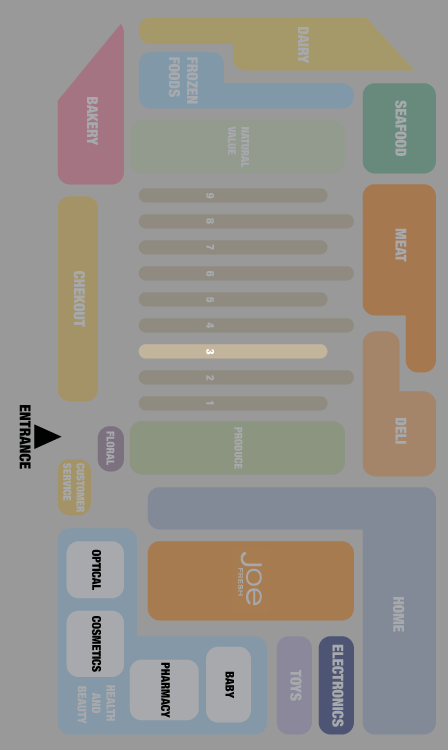 DAIRY
FROZEN
FOODS
BAKERY
SEAFOOD
NATURAL
VALUE
9
8
7
6
5
4
3
2
1
MEAT
CHEKOUT
DELI
ENTRANCE
FLORAL
PRODUCE
CUSTOMER
SERVICE
OPTICAL
Joe
FRESH
HOME
COSMETICS
PHARMACY
BABY
TOYS
ELECTRONICS
HEALTH
AND
BEAUTY